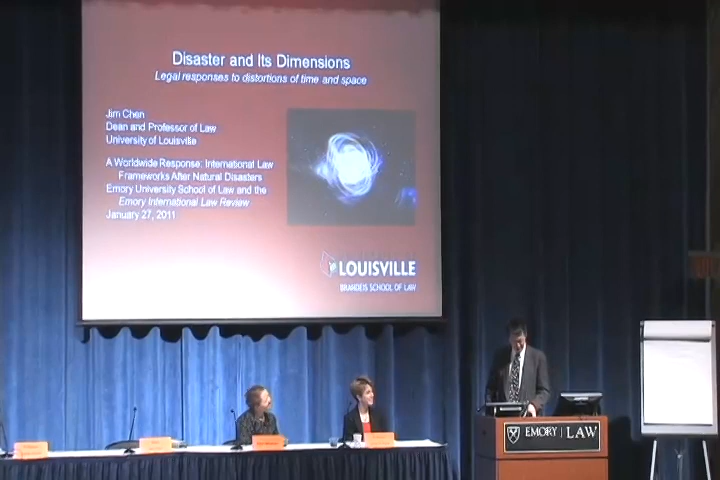 Disaster and Its Dimensions
Legal responses to distortions of time and space
Jim Chen
Dean and Professor of Law
University of Louisville
A Worldwide Response: International Law
Frameworks After Natural Disasters
Emory University School of Law and the
Emory International Law Review
January 27, 2011
LOUISVILLE
BRANDEIS SCHOOL OF LAW
EMORY LAW